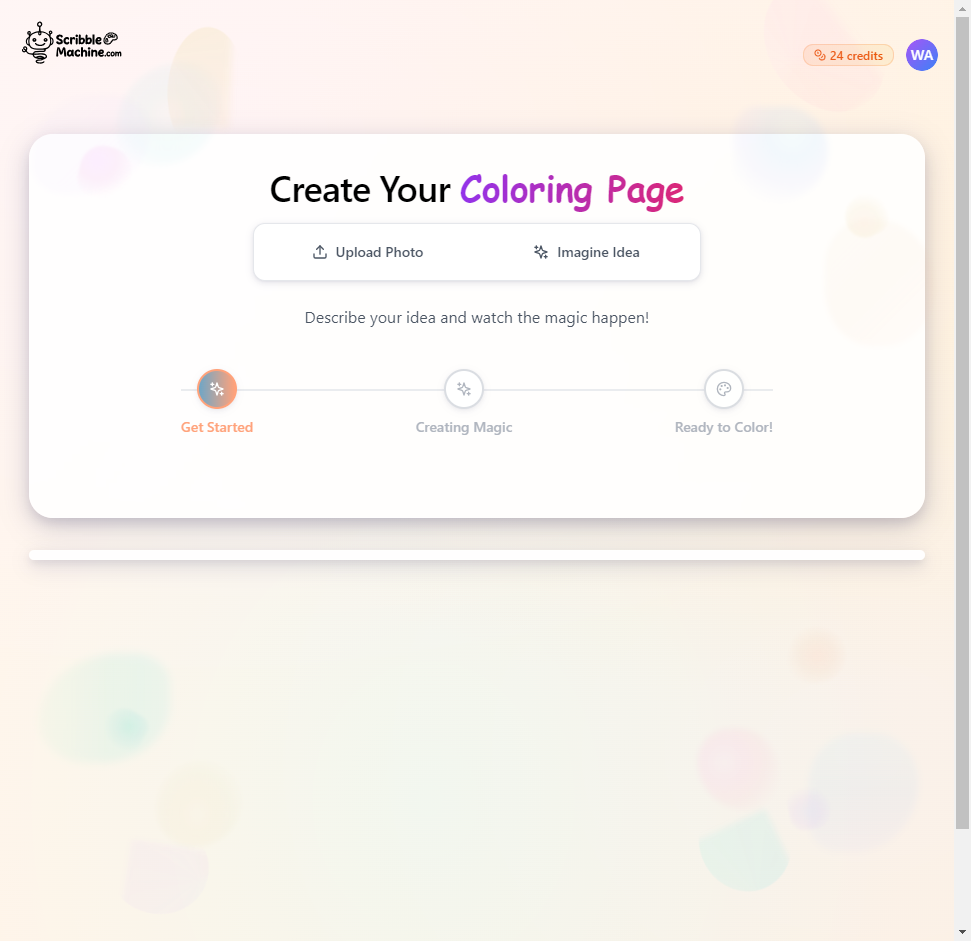 Scribble
Machine.com
24 credits
WA
Create Your Coloring Page
Upload Photo
Imagine Idea
Describe your idea and watch the magic happen!
Get Started
Creating Magic
Ready to Color!